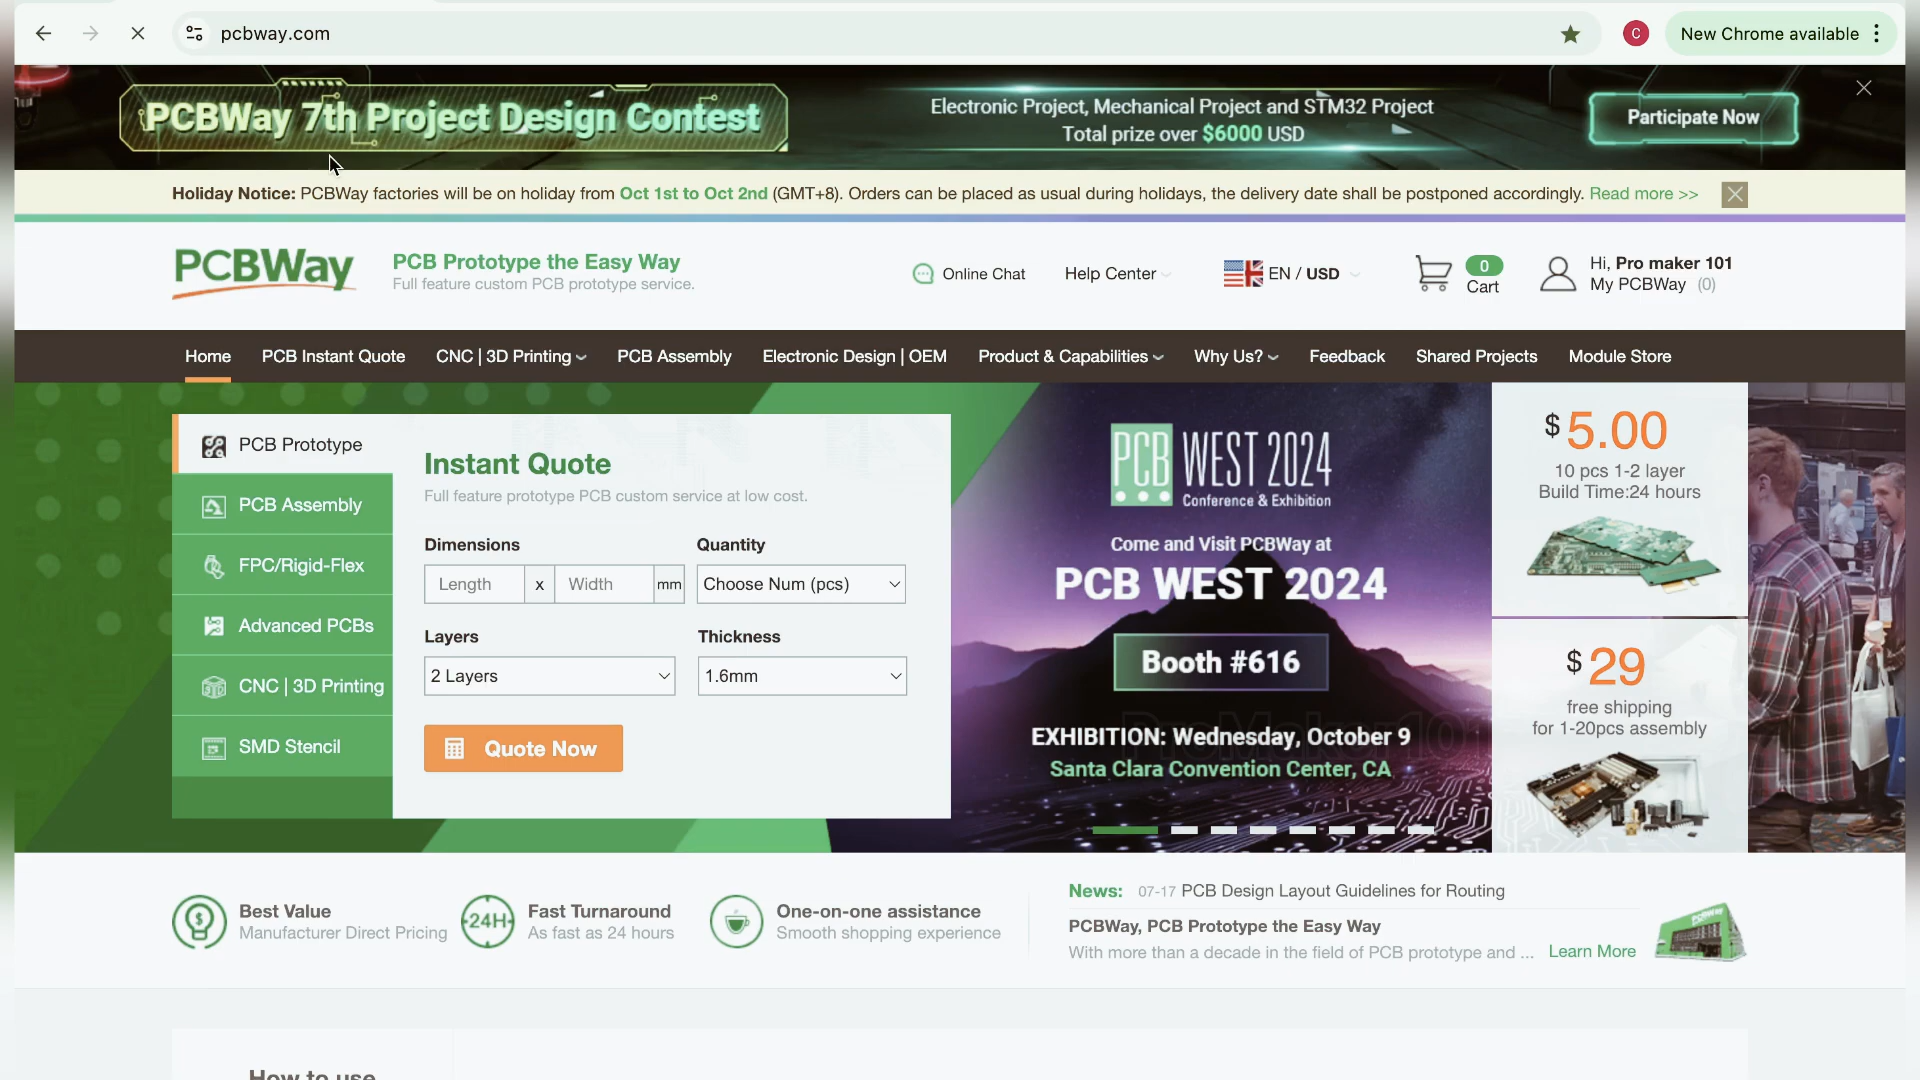 pcbway.com
C
New Chrome available
PCBWay 7th Project Design Contest
Electronic Project, Mechanical Project and STM32 Project
Total prize over $6000 USD
Participate Now
Holiday Notice: PCBWay factories will be on holiday from Oct 1st to Oct 2nd (GMT+8). Orders can be placed as usual during holidays, the delivery date shall be postponed accordingly. Read more >>
PCBWay
PCB Prototype the Easy Way
Full feature custom PCB prototype service.
Online Chat
Help Center
EN / USD
0
Cart
Hi, Pro maker 101
My PCBWay (0)
Home
PCB Instant Quote
CNC | 3D Printing
PCB Assembly
Electronic Design | OEM
Product & Capabilities
Why Us?
Feedback
Shared Projects
Module Store
PCB Prototype
PCB Assembly
FPC/Rigid-Flex
Advanced PCBs
CNC | 3D Printing
SMD Stencil
Instant Quote
Full feature prototype PCB custom service at low cost.
Dimensions
Quantity
Length x Width mm
Choose Num (pcs)
Layers
Thickness
2 Layers
1.6mm
Quote Now
PCB WEST 2024
Conference & Exhibition
Come and Visit PCBWay at
PCB WEST 2024
Booth #616
ProMaker101
EXHIBITION: Wednesday, October 9
Santa Clara Convention Center, CA
$ 5.00
10 pcs 1-2 layer
Build Time:24 hours
$ 29
free shipping
for 1-20pcs assembly
Best Value
Manufacturer Direct Pricing
24H
Fast Turnaround
As fast as 24 hours
One-on-one assistance
Smooth shopping experience
News: 07-17 PCB Design Layout Guidelines for Routing
PCBWay, PCB Prototype the Easy Way
With more than a decade in the field of PCB prototype and ... Learn More
PCBWay
How to use